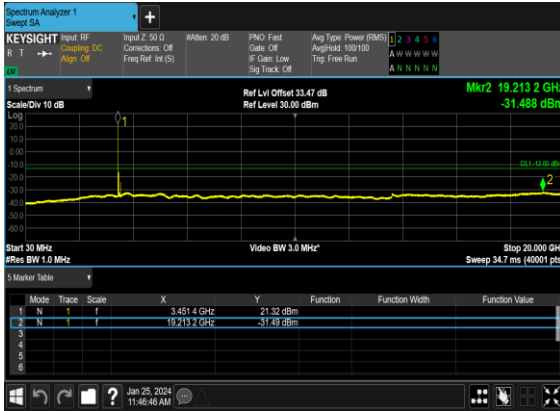 Spectrum Analyzer 1
Swept SA
+
KEYSIGHT Input: RF Input Z: 50 Ω #Atten: 20 dB PNO: Fast Avg Type: Power (RMS) 1 2 3 4 5 6
R T Coupling: DC Corrections: Off Gate: Off Avg|Hold: 100/100 A W W W W W
Align: Off Freq Ref: Int (S) IF Gain: Low Trig: Free Run
Sig Track: Off A N N N N N
1 Spectrum Ref Lvl Offset 33.47 dB Mkr2 19.213 2 GHz
Scale/Div 10 dB Ref Level 30.00 dBm -31.488 dBm
Log
20.0
10.0
0.00
-10.0
-20.0
-30.0
-40.0
-50.0
-60.0
1
DL1 -13.00 dBm
2
Start 30 MHz Video BW 3.0 MHz* Stop 20.000 GHz
#Res BW 1.0 MHz Sweep 34.7 ms (40001 pts)
5 Marker Table
Mode Trace Scale X Y Function Function Width Function Value
1 N 1 f 3.451 4 GHz 21.32 dBm
2 N 1 f 19.213 2 GHz -31.49 dBm
3
4
5
6
? Jan 25, 2024
11:46:46 AM